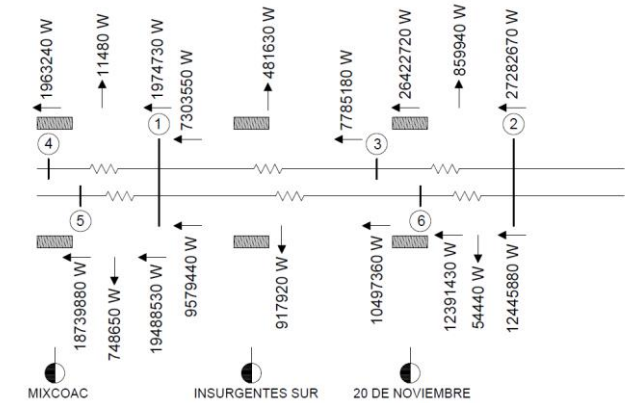 1963240 W
11480 W
1974730 W
7303550 W
481630 W
7785180 W
26422720 W
859940 W
27282670 W
1
2
3
4
5
6
18739880 W
748650 W
19488530 W
9579440 W
917920 W
10497360 W
12391430 W
54440 W
12445880 W
MIXCOAC
INSURGENTES SUR
20 DE NOVIEMBRE